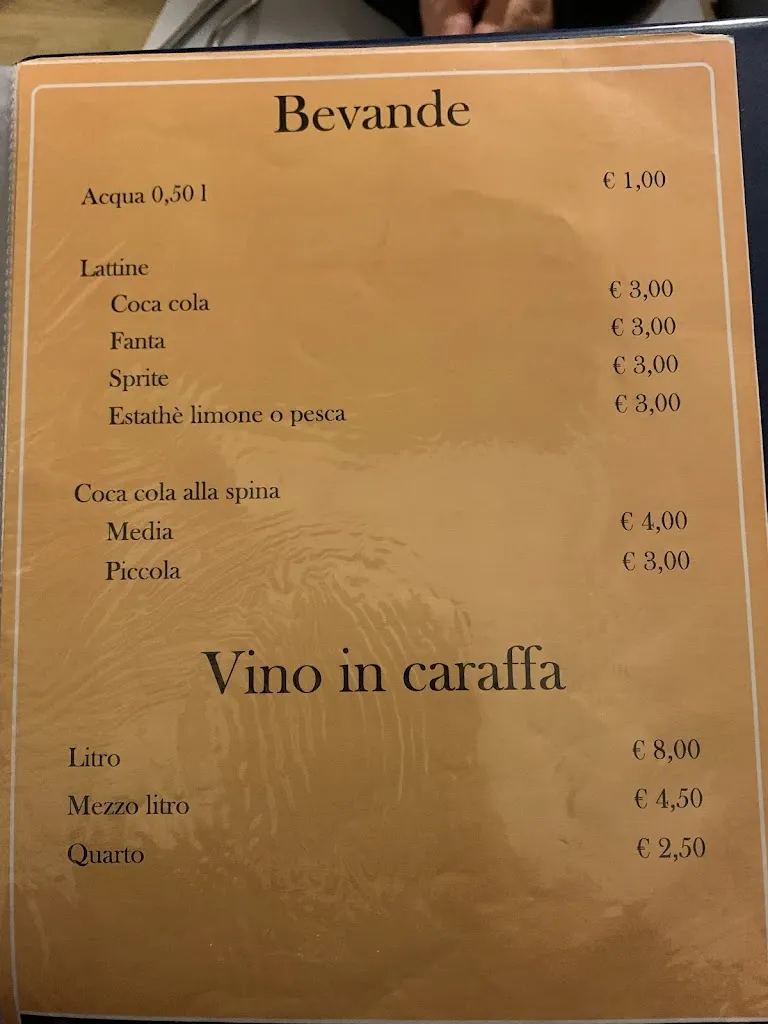 Bevande
Acqua 0,50 l € 1,00
Lattine
Coca cola € 3,00
Fanta € 3,00
Sprite € 3,00
Estathè limone o pesca € 3,00
Coca cola alla spina
Media € 4,00
Piccola € 3,00
Vino in caraffa
Litro € 8,00
Mezzo litro € 4,50
Quarto € 2,50